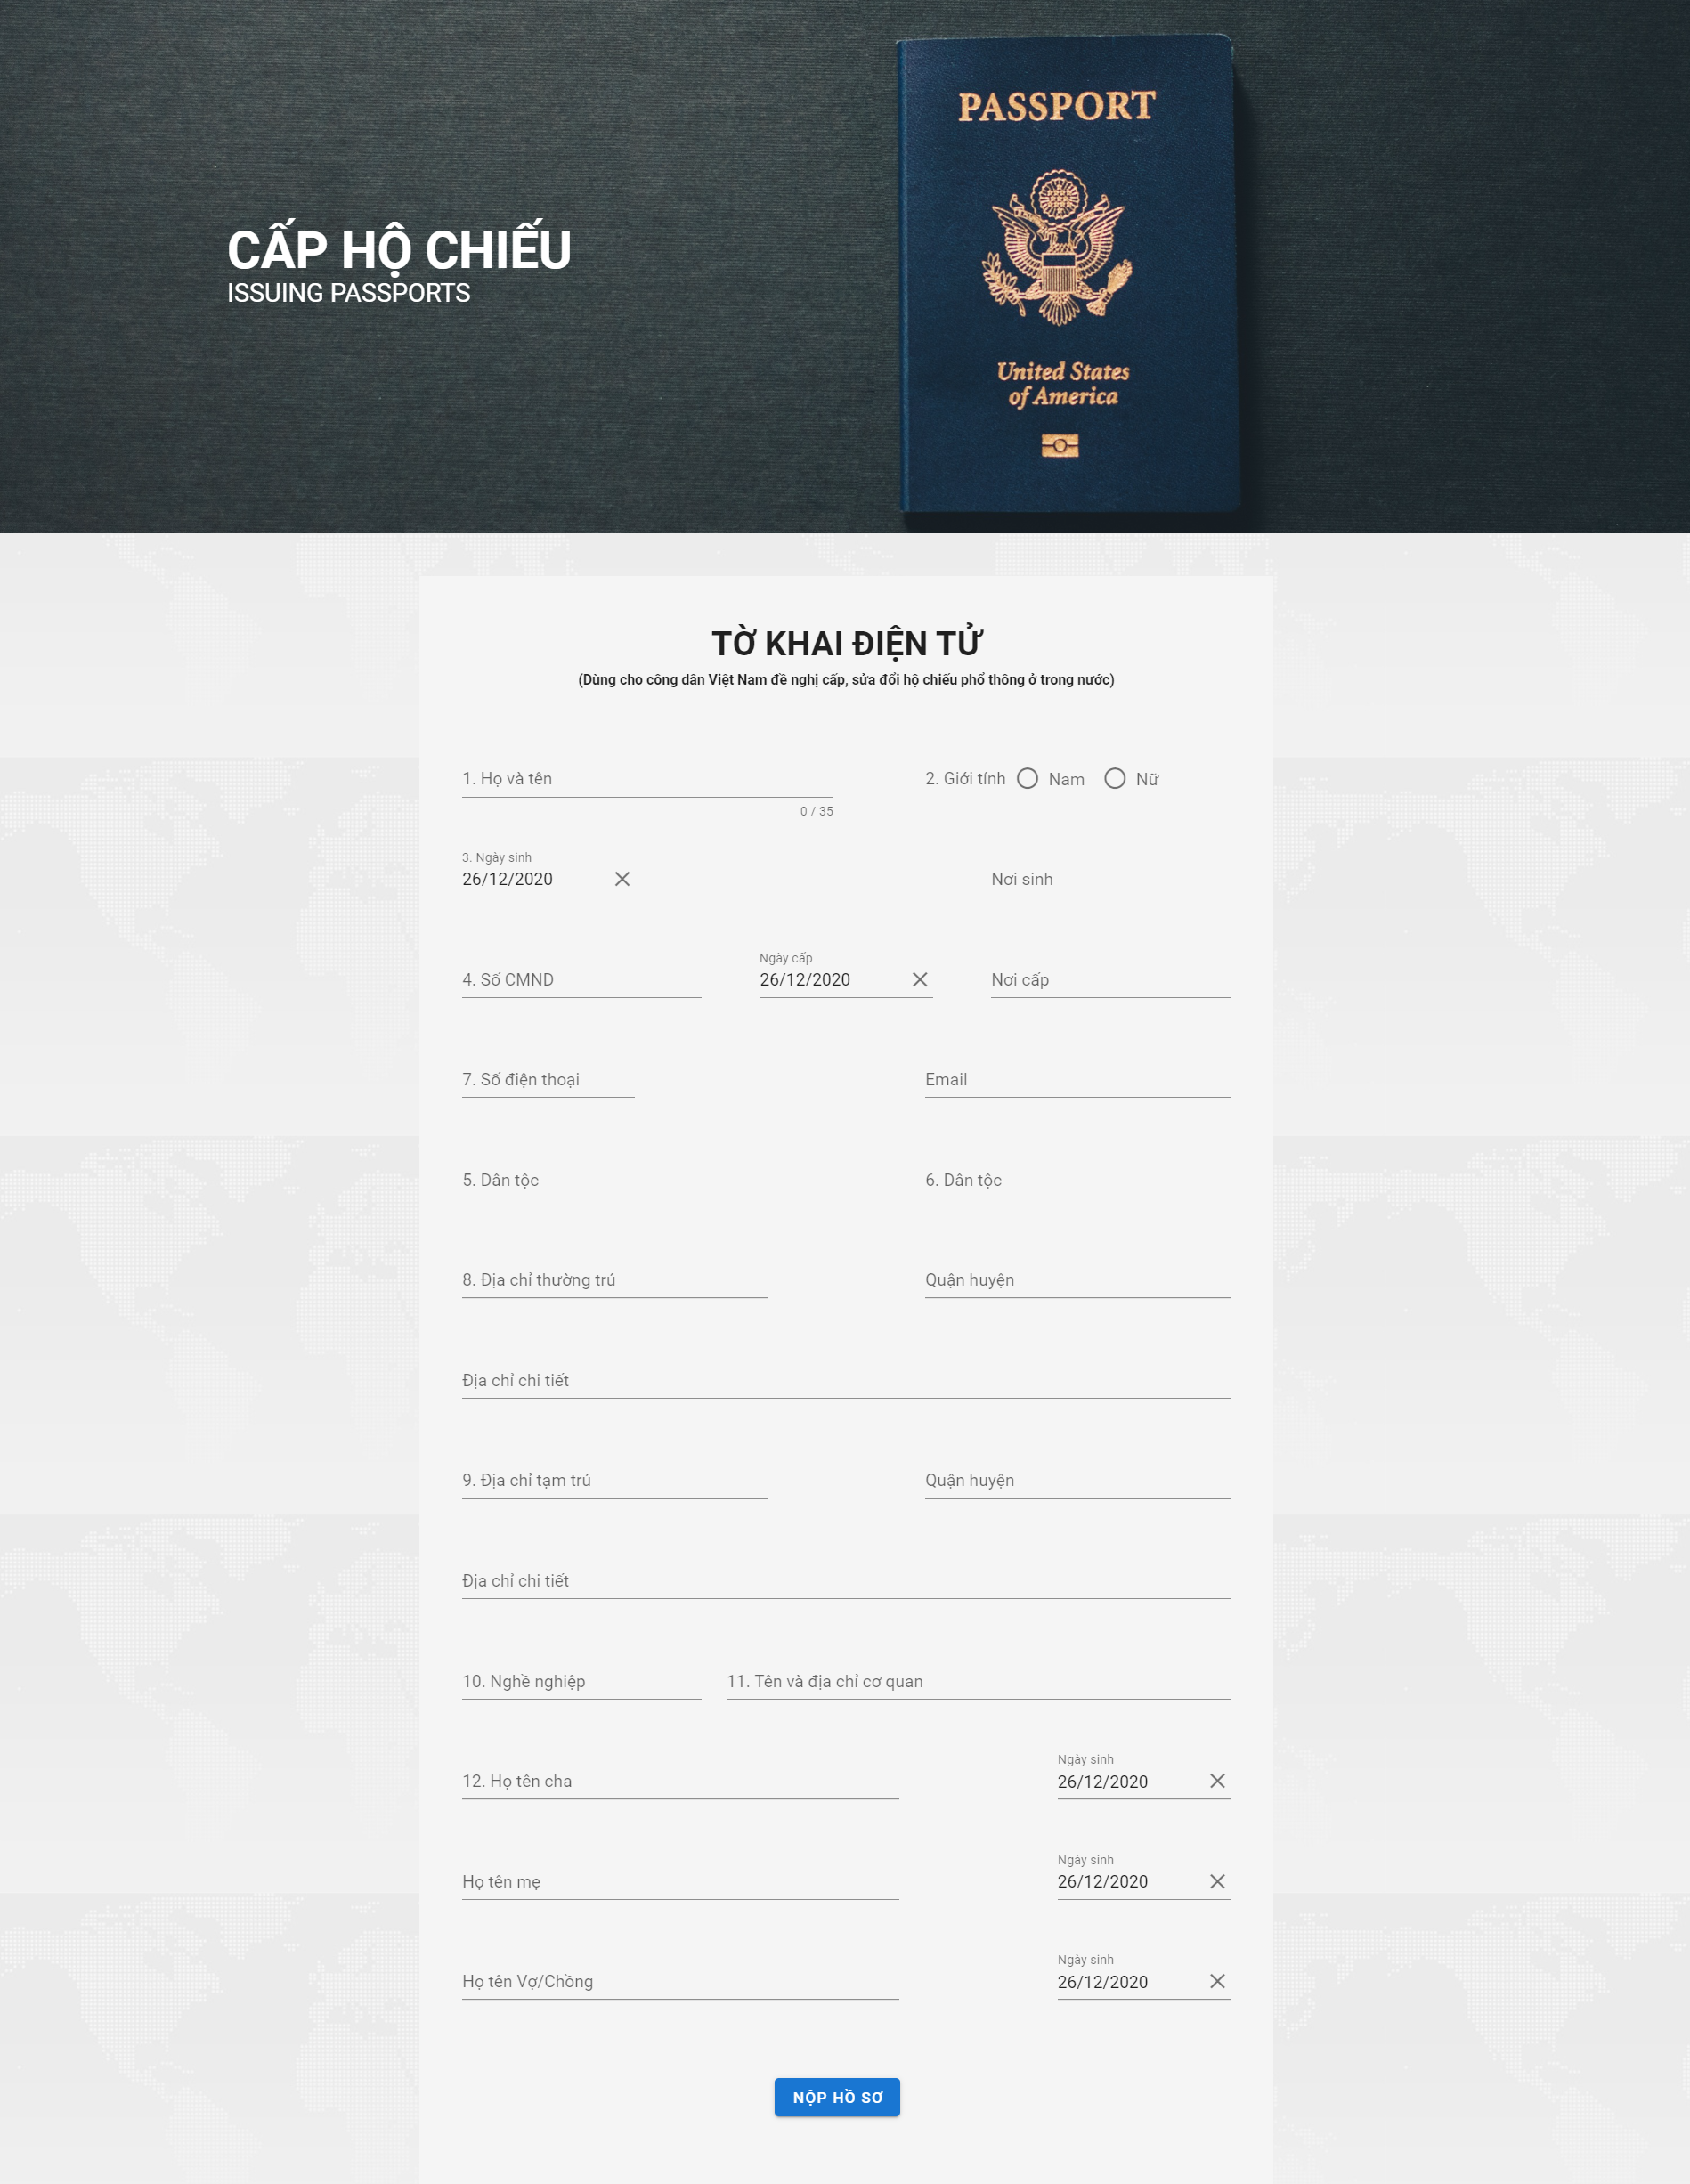 PASSPORT
CẤP HỘ CHIẾU
ISSUING PASSPORTS
United States
of America
TỜ KHAI ĐIỆN TỬ
(Dùng cho công dân Việt Nam đề nghị cấp, sửa đổi hộ chiếu phổ thông ở trong nước)
1. Họ và tên
2. Giới tính Nam Nữ
0 / 35
3. Ngày sinh
26/12/2020
Nơi sinh
4. Số CMND
Ngày cấp
26/12/2020
Nơi cấp
7. Số điện thoại
Email
5. Dân tộc
6. Dân tộc
8. Địa chỉ thường trú
Quận huyện
Địa chỉ chi tiết
9. Địa chỉ tạm trú
Quận huyện
Địa chỉ chi tiết
10. Nghề nghiệp
11. Tên và địa chỉ cơ quan
12. Họ tên cha
Ngày sinh
26/12/2020
Họ tên mẹ
Ngày sinh
26/12/2020
Họ tên Vợ/Chồng
Ngày sinh
26/12/2020
NỘP HỒ SƠ